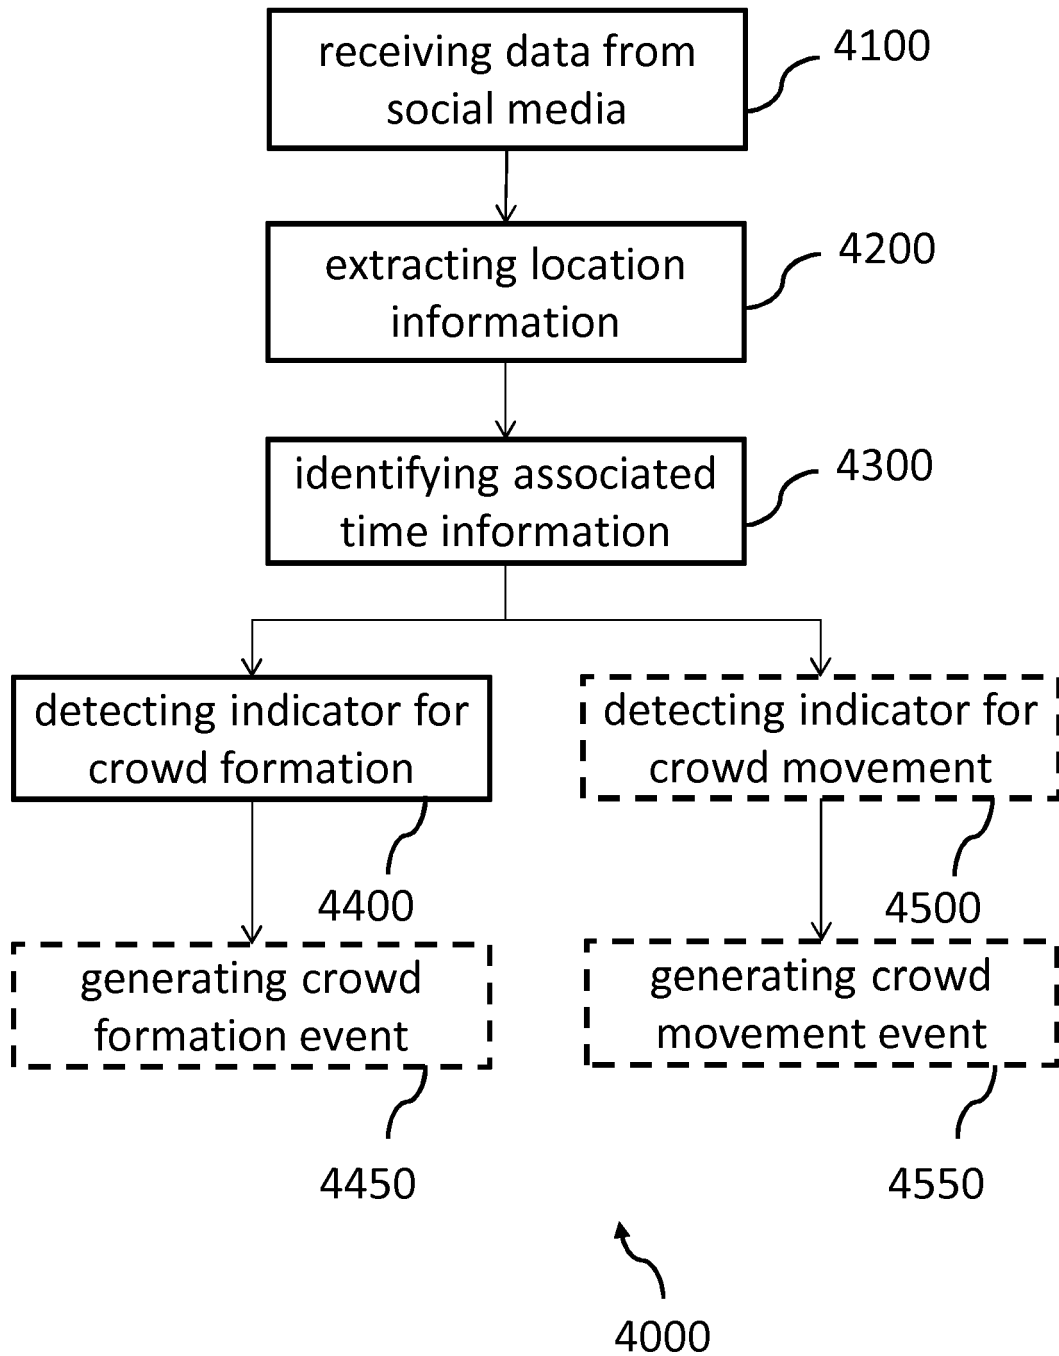 receiving data from
social media
4100
extracting location
information
4200
identifying associated
time information
4300
detecting indicator for
crowd formation
4400
detecting indicator for
crowd movement
4500
generating crowd
formation event
4450
generating crowd
movement event
4550
4000